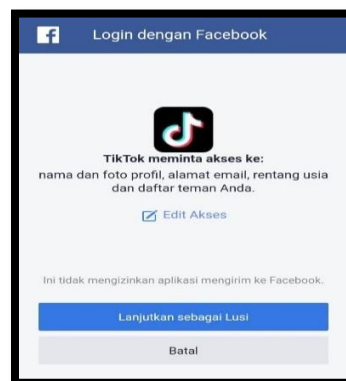 Login dengan Facebook
TikTok meminta akses ke:
nama dan foto profil, alamat email, rentang usia
dan daftar teman Anda.
Edit Akses
Ini tidak mengizinkan aplikasi mengirim ke Facebook.
Lanjutkan sebagai Lusi
Batal